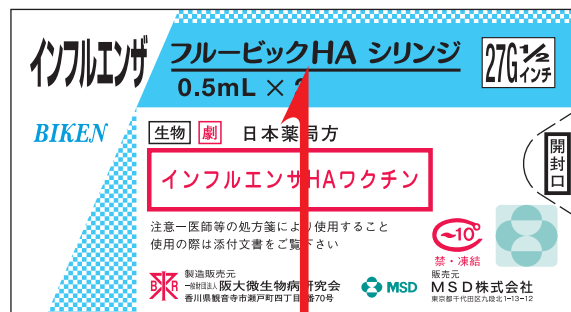 インフルエンザ
フルービックHA シリンジ
0.5mL ×
27G 1/2 インチ
BIKEN
生物 劇 日本薬局方
インフルエンザHAワクチン
開封口
注意ー医師等の処方箋により使用すること
使用の際は添付文書をご覧下さい
~10°
禁・凍結
製造販売元
一般財団法人 阪大微生物病研究会
香川県観音寺市瀬戸町四丁目 番70号
MSD
販売元
MSD株式会社
東京都千代田区九段北1-13-12